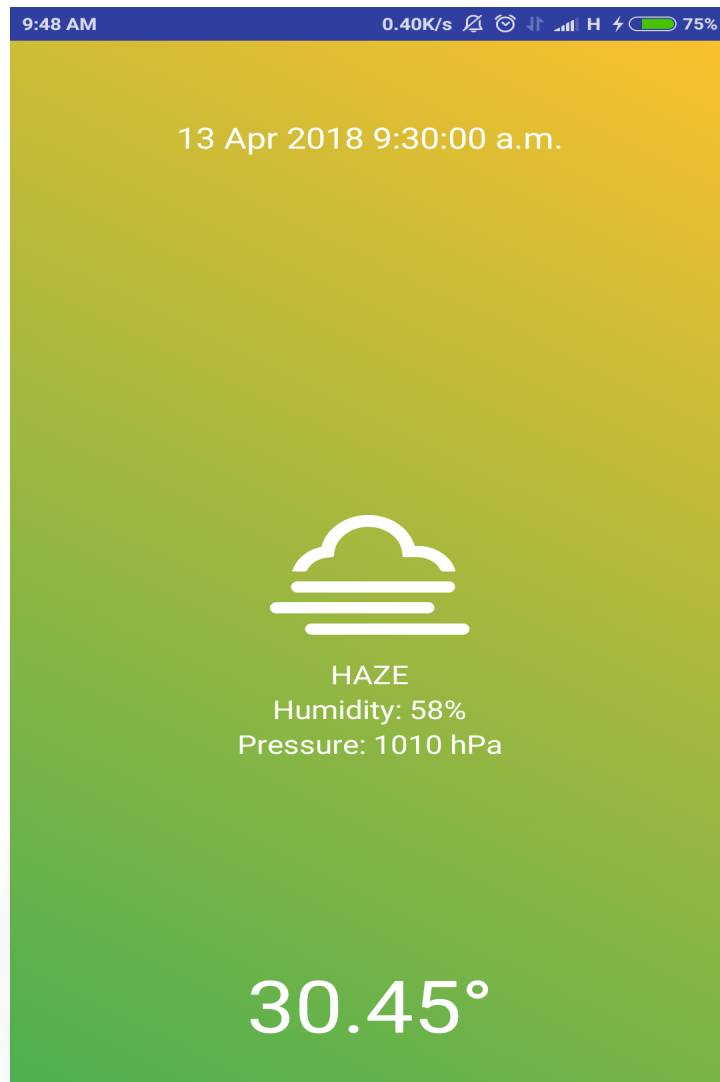 9:48 AM 0.40K/s H 75%
13 Apr 2018 9:30:00 a.m.
HAZE
Humidity: 58%
Pressure: 1010 hPa
30.45°